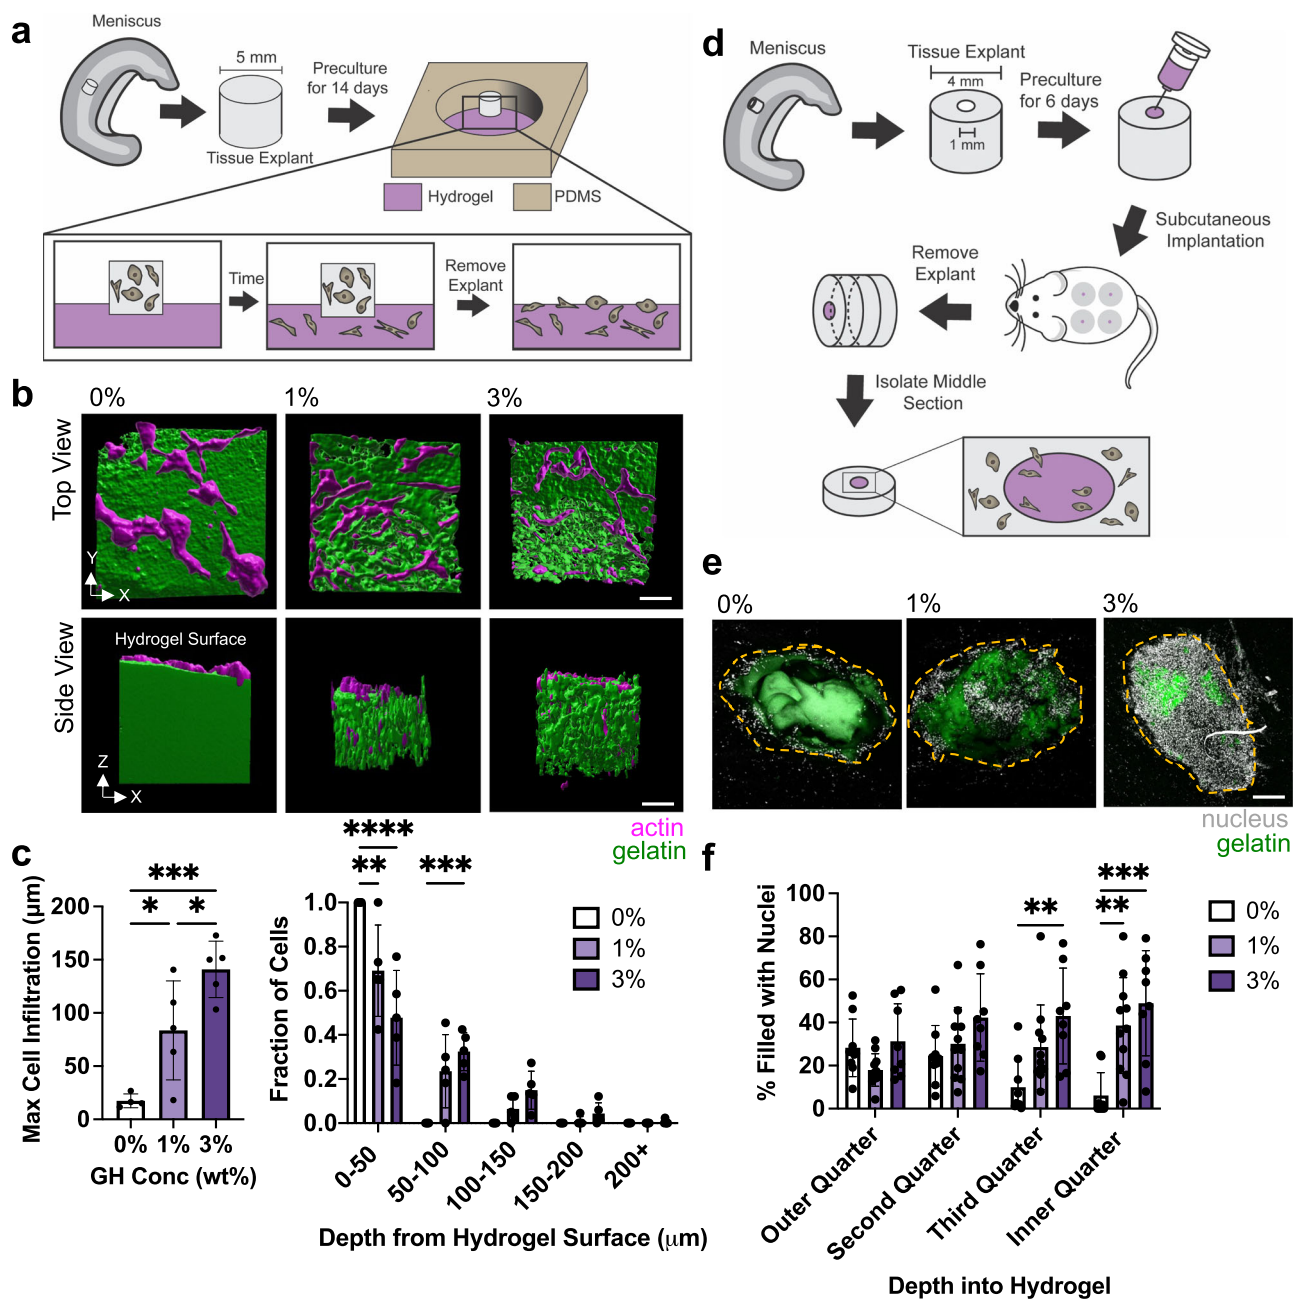 a
Meniscus
5 mm
Tissue Explant
Preculture
for 14 days
Hydrogel
PDMS
Time
Remove
Explant
b
0%
1%
3%
Top View
Y
X
Side View
Hydrogel Surface
Z
X
actin
gelatin
c
***
*
*
Max Cell Infiltration (μm)
200
150
100
50
0
0%
1%
3%
GH Conc (wt%)
****
**
***
Fraction of Cells
1.0
0.8
0.6
0.4
0.2
0.0
0%
1%
3%
0-50
50-100
100-150
150-200
200+
Depth from Hydrogel Surface (μm)
d
Meniscus
Tissue Explant
4 mm
1 mm
Preculture
for 6 days
Subcutaneous
Implantation
Remove
Explant
Isolate Middle
Section
e
0%
1%
3%
nucleus
gelatin
f
% Filled with Nuclei
100
80
60
40
20
0
**
***
**
0%
1%
3%
Outer Quarter
Second Quarter
Third Quarter
Inner Quarter
Depth into Hydrogel